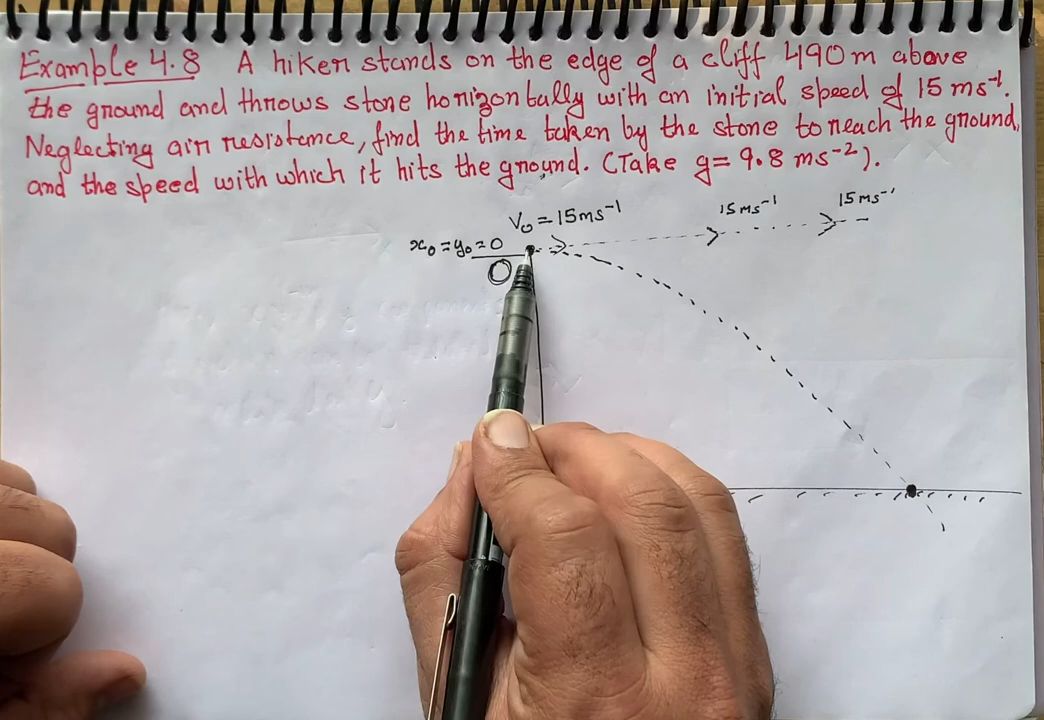 Example 4.8 A hiker stands on the edge of a cliff 490m above
the ground and throws stone horizontally with an initial speed of 15 ms⁻¹.
Neglecting air resistance, find the time taken by the stone to reach the ground,
and the speed with which it hits the ground. (Take g = 9.8 ms⁻²).
V₀ = 15ms⁻¹ 15ms⁻¹ 15ms⁻¹
x₀ = y₀ = 0
O